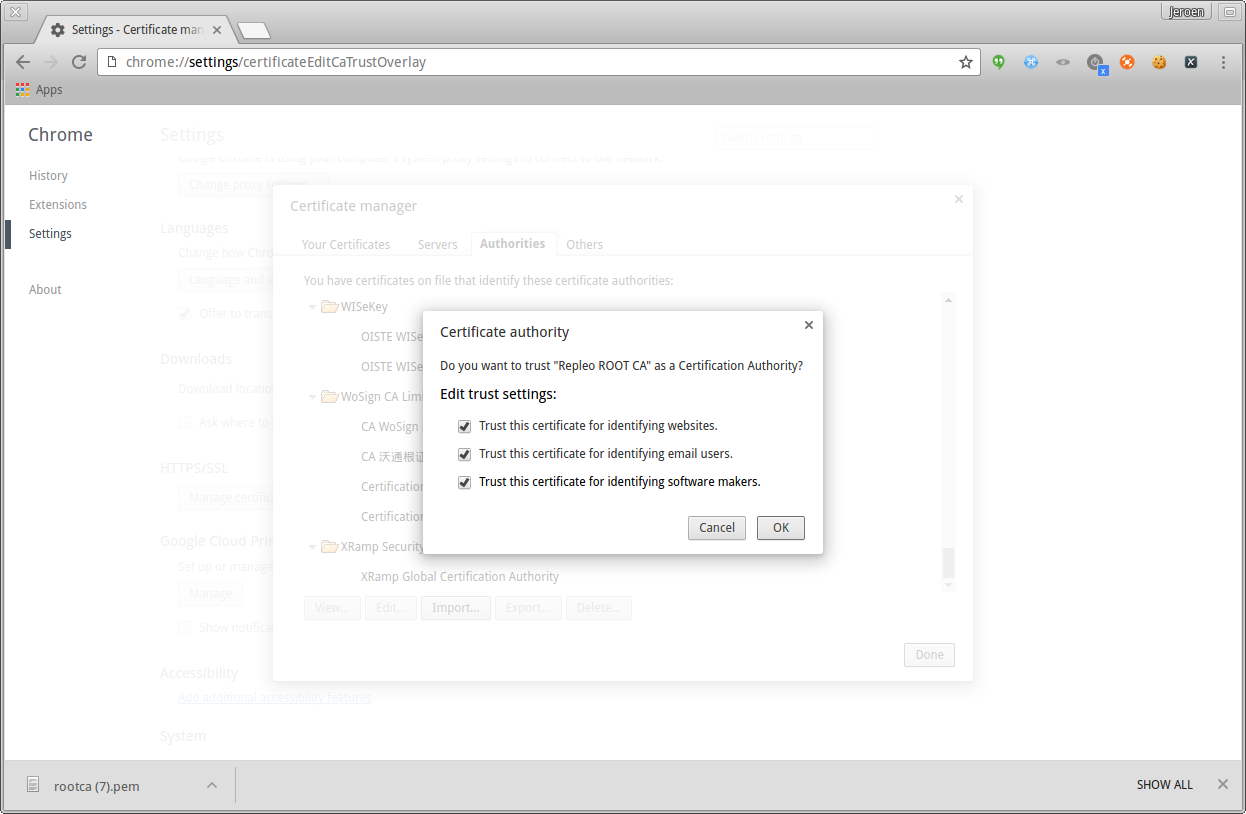 Jeroen
Settings - Certificate man
chrome://settings/certificateEditCaTrustOverlay
Apps
Chrome
History
Extensions
Settings
About
Settings
Search settings
Google Chrome is using your computer's system proxy settings to connect to the network.
Change proxy settings...
Languages
Change how Chro
Language and i
Offer to trans
Downloads
Download locatio
Ask where to
HTTPS/SSL
Manage certific
Google Cloud Prin
Set up or manage
Manage
Show notifica
Accessibility
Add additional accessibility features
System
Certificate manager
Your Certificates Servers Authorities Others
You have certificates on file that identify these certificate authorities:
WISeKey
OISTE WISe
OISTE WISe
WoSign CA Limi
CA WoSign
CA 沃通根证
Certification
Certification
XRamp Security
XRamp Global Certification Authority
View... Edit... Import... Export... Delete...
Done
Certificate authority
Do you want to trust "Repleo ROOT CA" as a Certification Authority?
Edit trust settings:
Trust this certificate for identifying websites.
Trust this certificate for identifying email users.
Trust this certificate for identifying software makers.
Cancel OK
rootca (7).pem
SHOW ALL